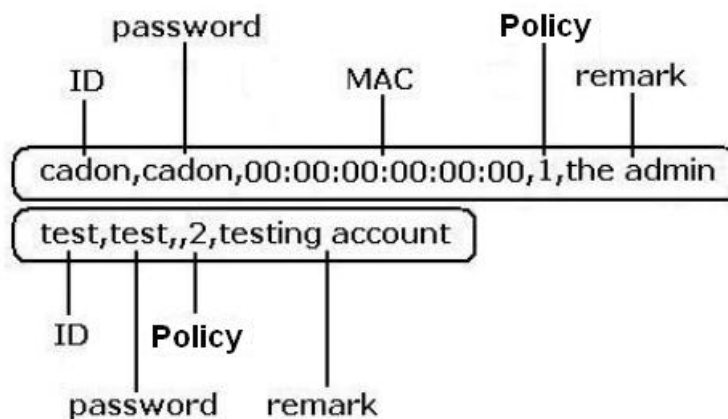 password Policy
ID MAC remark
cadon,cadon,00:00:00:00:00:00,1,the admin
test,test,,2,testing account
ID Policy
password remark